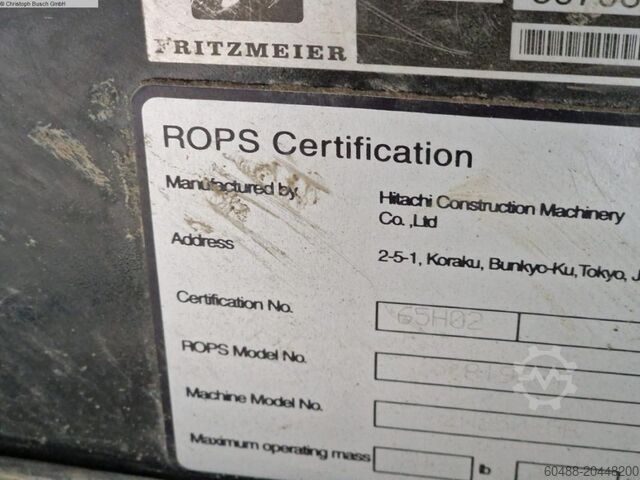 © Christoph Busch GmbH
FRITZMEIER
ROPS Certification
Manufactured by Hitachi Construction Machinery
Co.,Ltd
Address 2-5-1, Koraku, Bunkyo-Ku,Tokyo, J
Certification No. 65H02
ROPS Model No.
Machine Model No.
Maximum operating mass lb
60488-20448200